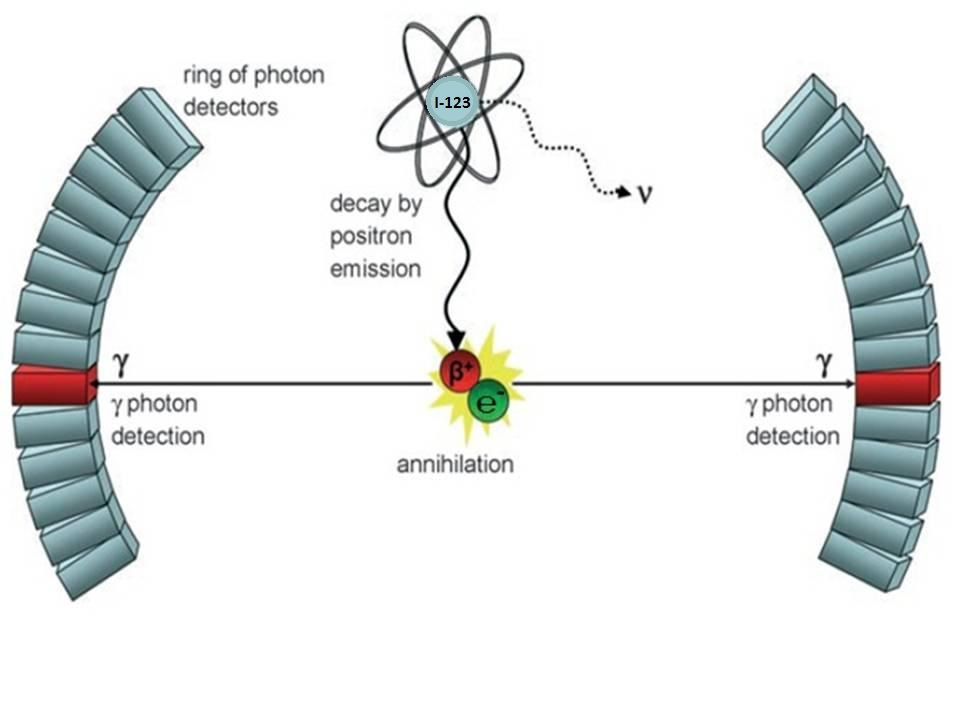 ring of photon
detectors
I-123
ν
decay by
positron
emission
γ
γ
β⁺
e⁻
γ photon
detection
γ photon
detection
annihilation